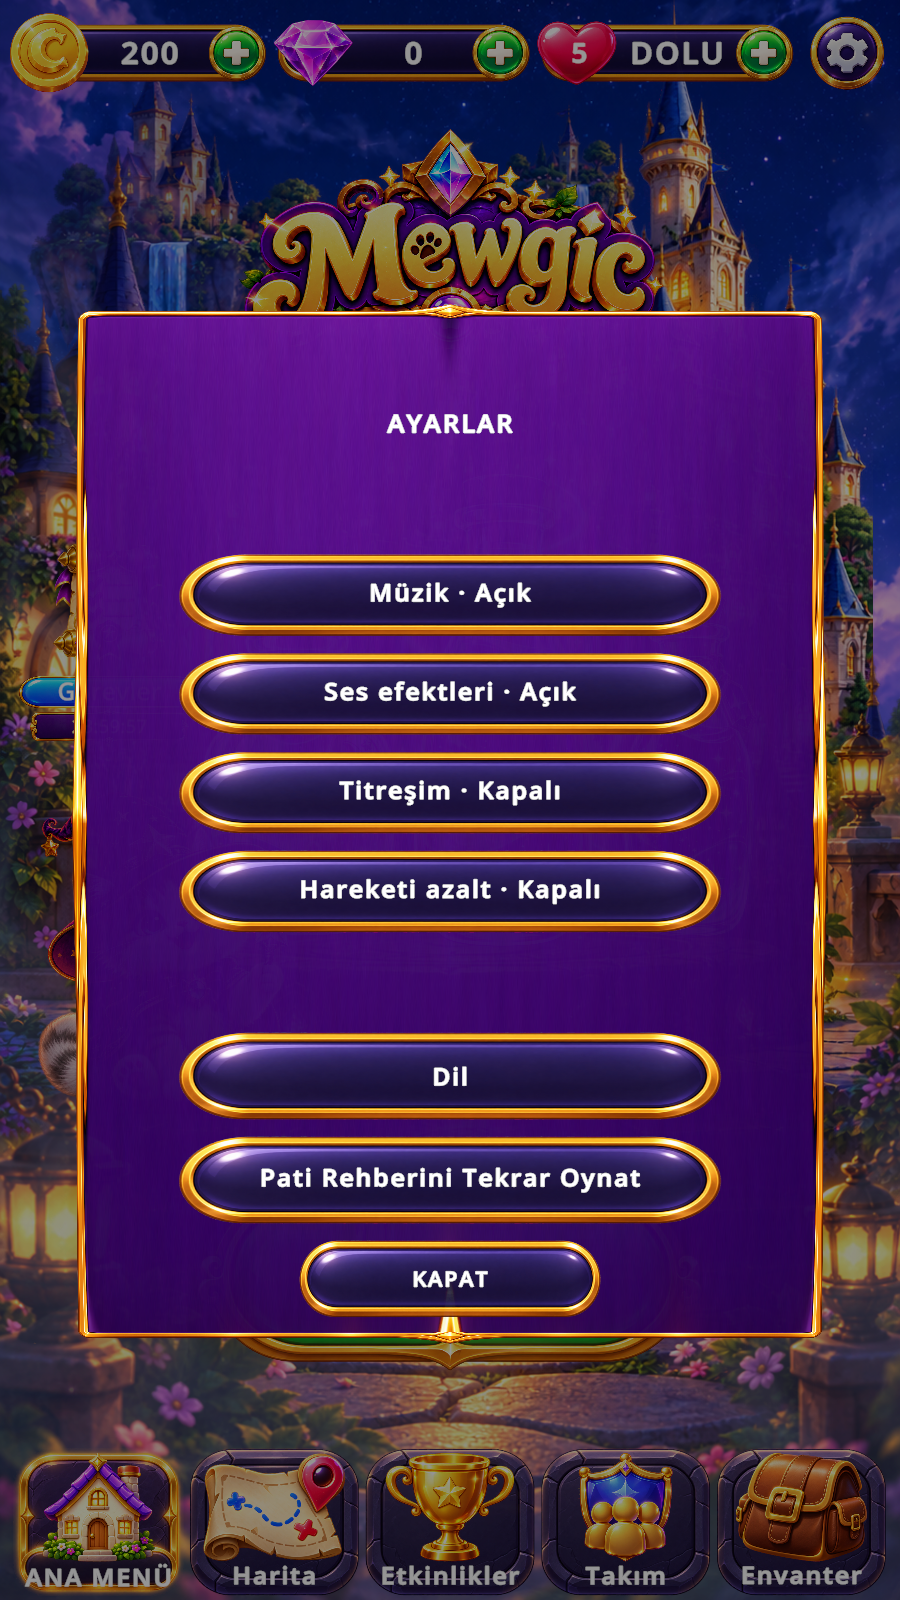 200
0
5
DOLU
Mewgic
AYARLAR
Müzik · Açık
Ses efektleri · Açık
Titreşim · Kapalı
Hareketi azalt · Kapalı
Dil
Pati Rehberini Tekrar Oynat
KAPAT
ANA MENÜ
Harita
Etkinlikler
Takım
Envanter